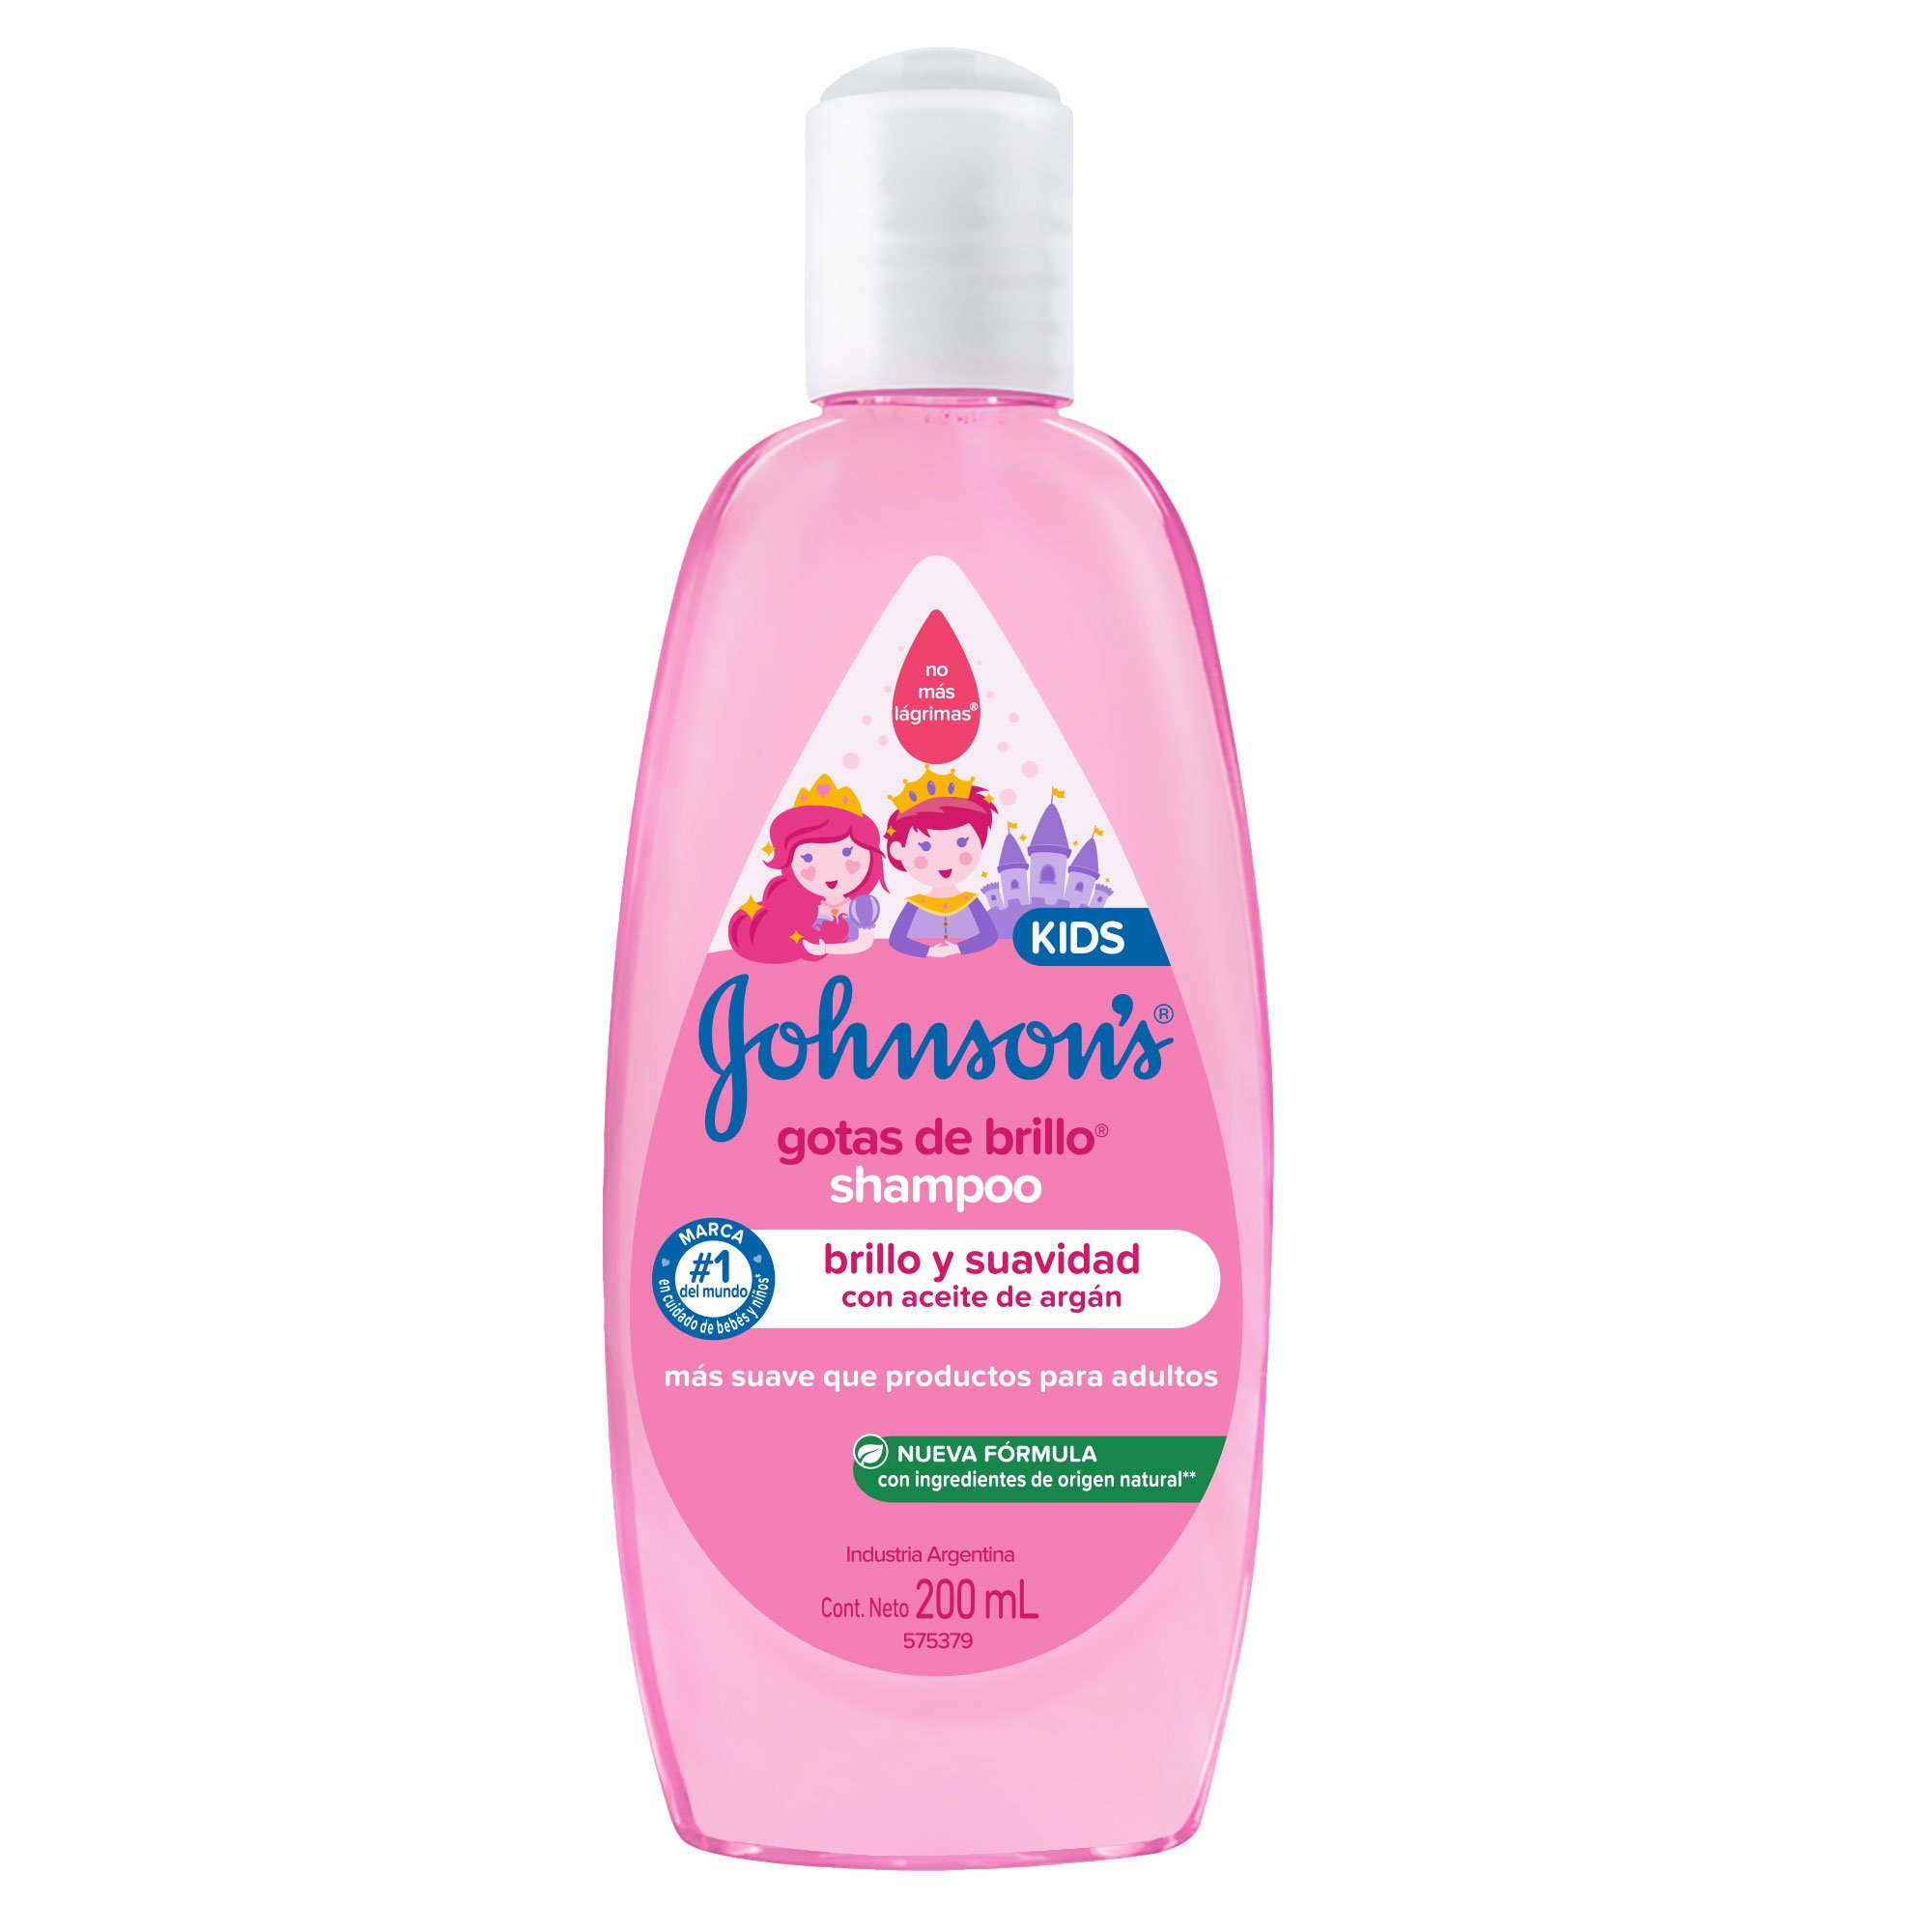 no
más
lágrimas®
KIDS
Johnson's®
gotas de brillo®
shampoo
MARCA
#1
del mundo
en cuidado de bebés y niños*
brillo y suavidad
con aceite de argán
más suave que productos para adultos
NUEVA FÓRMULA
con ingredientes de origen natural**
Industria Argentina
Cont. Neto 200 mL
575379